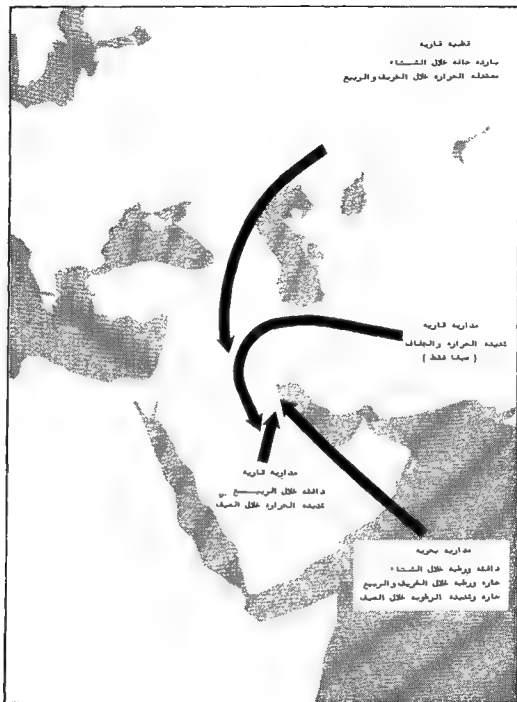 قطبية قارية
باردة جافة خلال الشتاء
معتدلة الحرارة خلال الخريف والربيع
مدارية قارية
شديدة الحرارة والجفاف
( صيفا فقط )
مدارية قارية
دافئة خلال الربيـــع
شديدة الحرارة خلال الصيف
مدارية بحرية
دافئة ورطبة خلال الشتاء
حارة ورطبة خلال الخريف والربيع
حارة وشديدة الرطوبة خلال الصيف